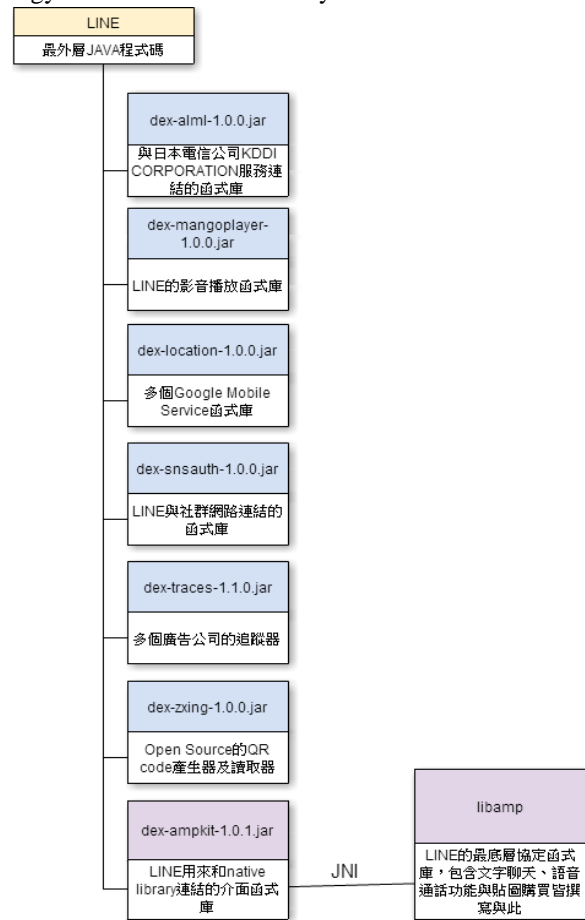 LINE
最外層JAVA程式碼
dex-alml-1.0.0.jar
與日本電信公司KDDI
CORPORATION服務連
結的函式庫
dex-mangoplayer-
1.0.0.jar
LINE的影音播放函式庫
dex-location-1.0.0.jar
多個Google Mobile
Service函式庫
dex-snsauth-1.0.0.jar
LINE與社群網路連結的
函式庫
dex-traces-1.1.0.jar
多個廣告公司的追蹤器
dex-zxing-1.0.0.jar
Open Source的QR
code產生器及讀取器
dex-ampkit-1.0.1.jar
LINE用來和native
library連結的介面函式
庫
JNI
libamp
LINE的最底層協定函式
庫，包含文字聊天、語音
通話功能與貼圖購買皆撰
寫與此